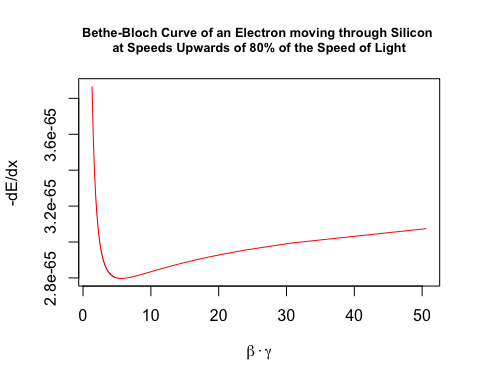 Bethe-Bloch Curve of an Electron moving through Silicon
at Speeds Upwards of 80% of the Speed of Light
-dE/dx
3.6e-65
3.2e-65
2.8e-65
0 10 20 30 40 50
β · γ